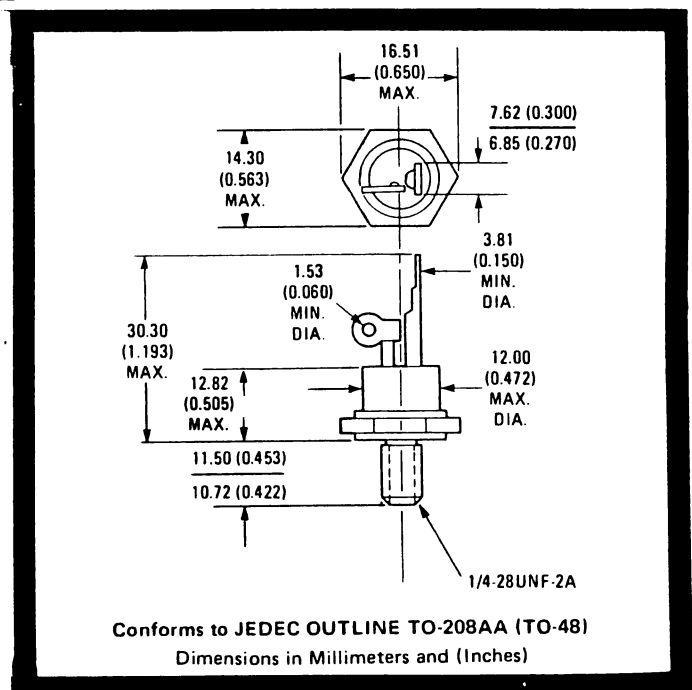 16.51
(0.650)
MAX.
7.62 (0.300)
6.85 (0.270)
14.30
(0.563)
MAX.
3.81
(0.150)
MIN.
DIA.
1.53
(0.060)
MIN.
DIA.
30.30
(1.193)
MAX.
12.82
(0.505)
MAX.
12.00
(0.472)
MAX.
DIA.
11.50 (0.453)
10.72 (0.422)
1/4-28UNF-2A
Conforms to JEDEC OUTLINE TO-208AA (TO-48)
Dimensions in Millimeters and (Inches)